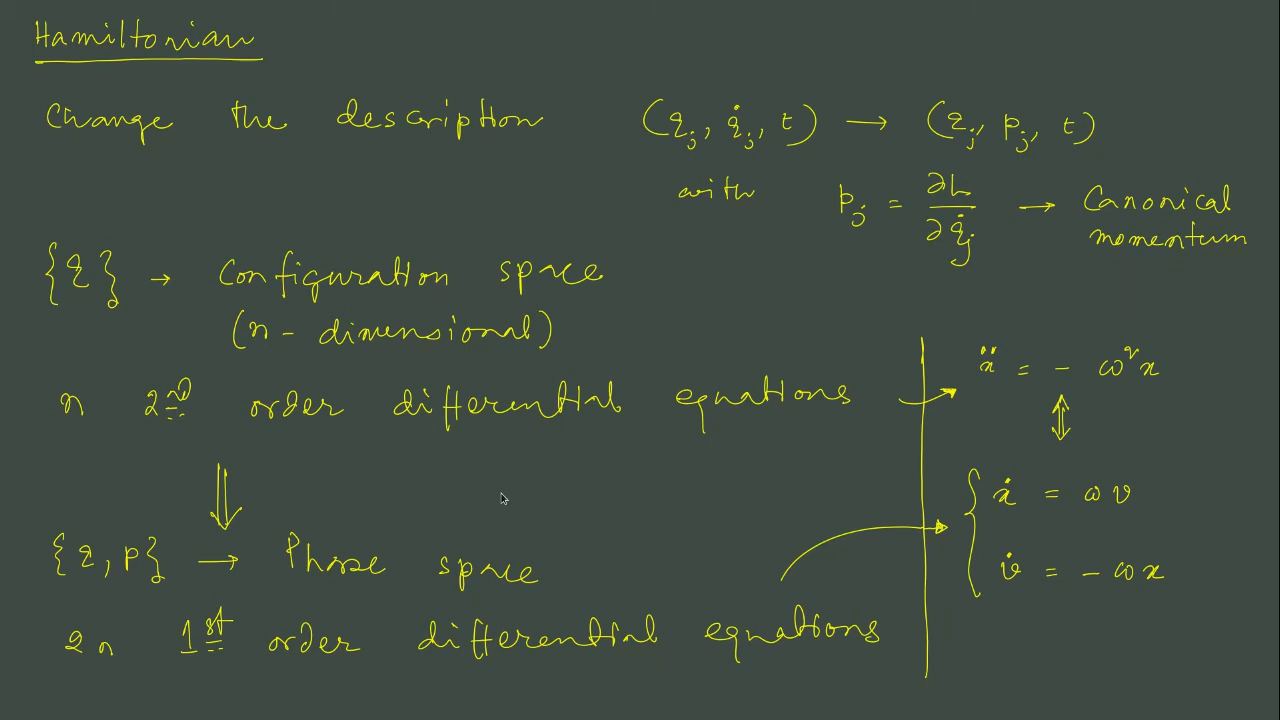 Hamiltonian
Change the description (qj, q̇j, t) → (qj, pj, t)
with pj = ∂L/∂q̇j → Canonical momentum
{q} → Configuration space
(n - dimensional)
n 2nd order differential equations → ẍ = - ω²x
⇕
⇓
ẋ = ωv
{q, p} → Phase space
v̇ = - ωx
2n 1st order differential equations